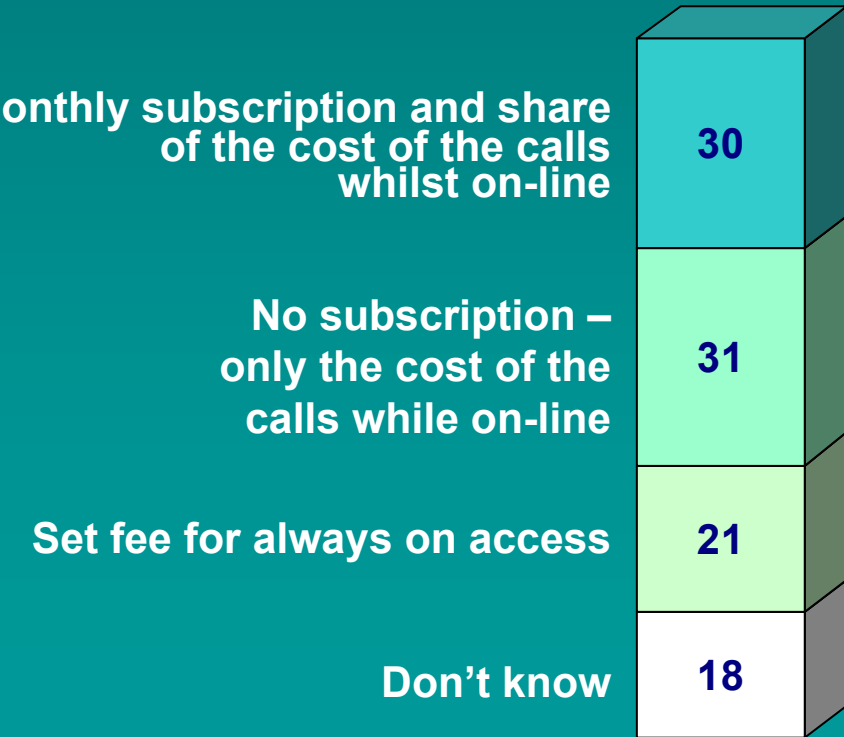 onthly subscription and share
of the cost of the calls
whilst on-line
30
No subscription –
only the cost of the
calls while on-line
31
Set fee for always on access
21
Don’t know
18